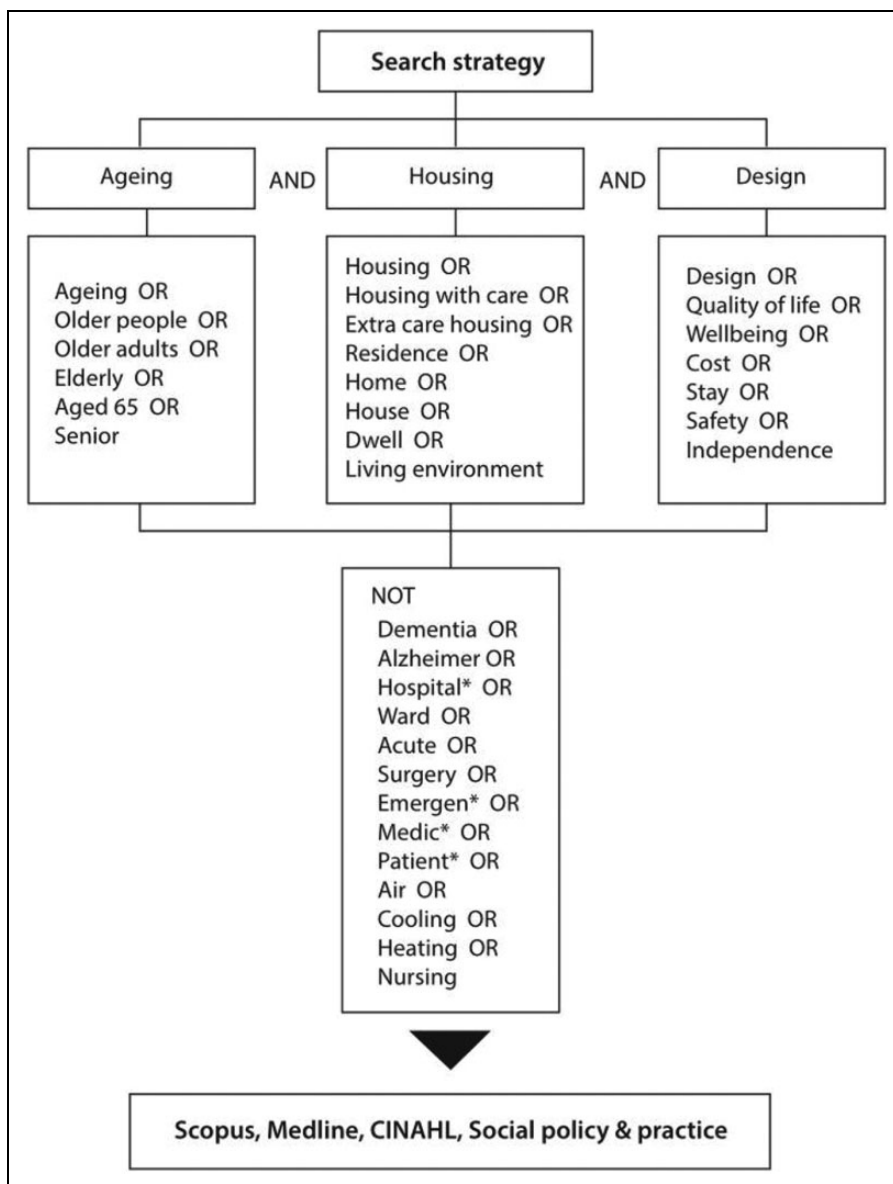 Search strategy
Ageing AND Housing AND Design
Ageing OR
Older people OR
Older adults OR
Elderly OR
Aged 65 OR
Senior
Housing OR
Housing with care OR
Extra care housing OR
Residence OR
Home OR
House OR
Dwell OR
Living environment
Design OR
Quality of life OR
Wellbeing OR
Cost OR
Stay OR
Safety OR
Independence
NOT
Dementia OR
Alzheimer OR
Hospital* OR
Ward OR
Acute OR
Surgery OR
Emergen* OR
Medic* OR
Patient* OR
Air OR
Cooling OR
Heating OR
Nursing
Scopus, Medline, CINAHL, Social policy & practice